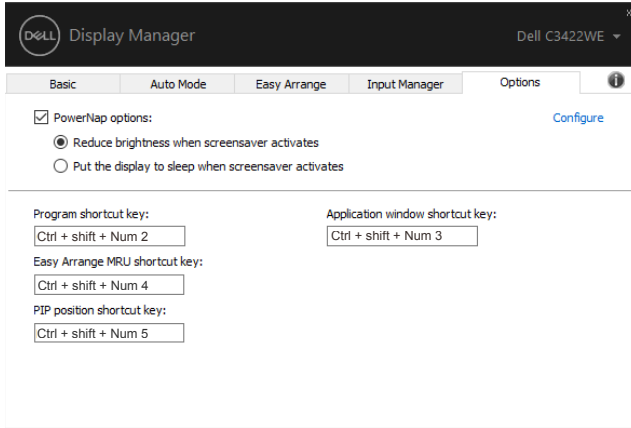 DELL Display Manager Dell C3422WE
Basic Auto Mode Easy Arrange Input Manager Options
PowerNap options: Configure
Reduce brightness when screensaver activates
Put the display to sleep when screensaver activates
Program shortcut key: Application window shortcut key:
Ctrl + shift + Num 2 Ctrl + shift + Num 3
Easy Arrange MRU shortcut key:
Ctrl + shift + Num 4
PIP position shortcut key:
Ctrl + shift + Num 5